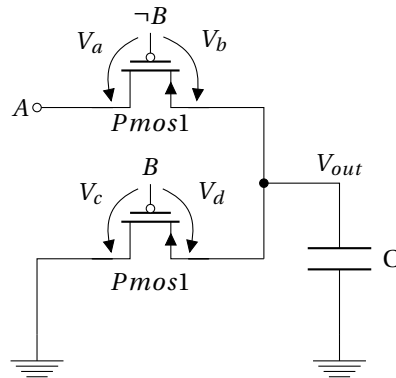 ¬B
V_a V_b
A
Pmos1
B
V_out
V_c V_d
C
Pmos1